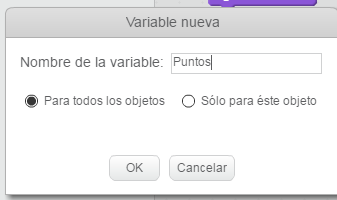 Variable nueva
Nombre de la variable: Puntos
Para todos los objetos Sólo para éste objeto
OK Cancelar